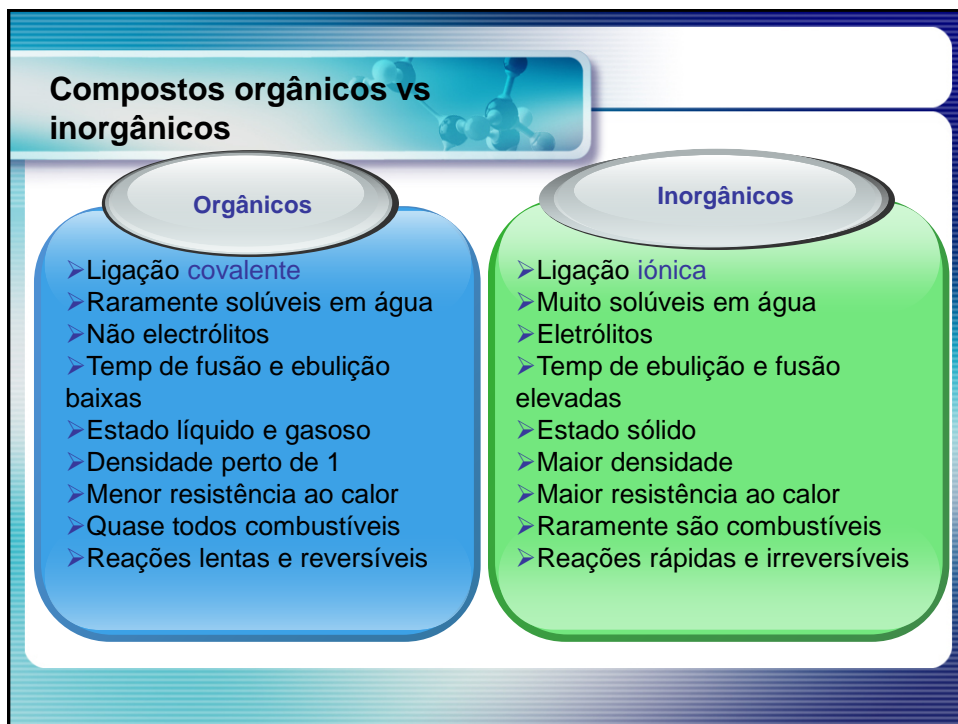 Compostos orgânicos vs
inorgânicos
Orgânicos
➢Ligação covalente
➢Raramente solúveis em água
➢Não electrólitos
➢Temp de fusão e ebulição
baixas
➢Estado líquido e gasoso
➢Densidade perto de 1
➢Menor resistência ao calor
➢Quase todos combustíveis
➢Reações lentas e reversíveis
Inorgânicos
➢Ligação iónica
➢Muito solúveis em água
➢Eletrólitos
➢Temp de ebulição e fusão
elevadas
➢Estado sólido
➢Maior densidade
➢Maior resistência ao calor
➢Raramente são combustíveis
➢Reações rápidas e irreversíveis